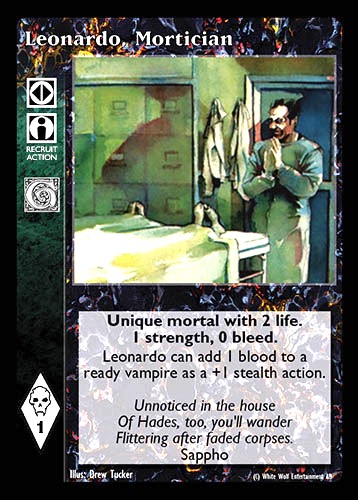 Leonardo, Mortician
RECRUIT
ACTION
Unique mortal with 2 life.
1 strength, 0 bleed.
Leonardo can add 1 blood to a
ready vampire as a +1 stealth action.
Unnoticed in the house
Of Hades, too, you'll wander
Flittering after faded corpses.
Sappho
1
Illus: Drew Tucker
(C) White Wolf Entertainment AB